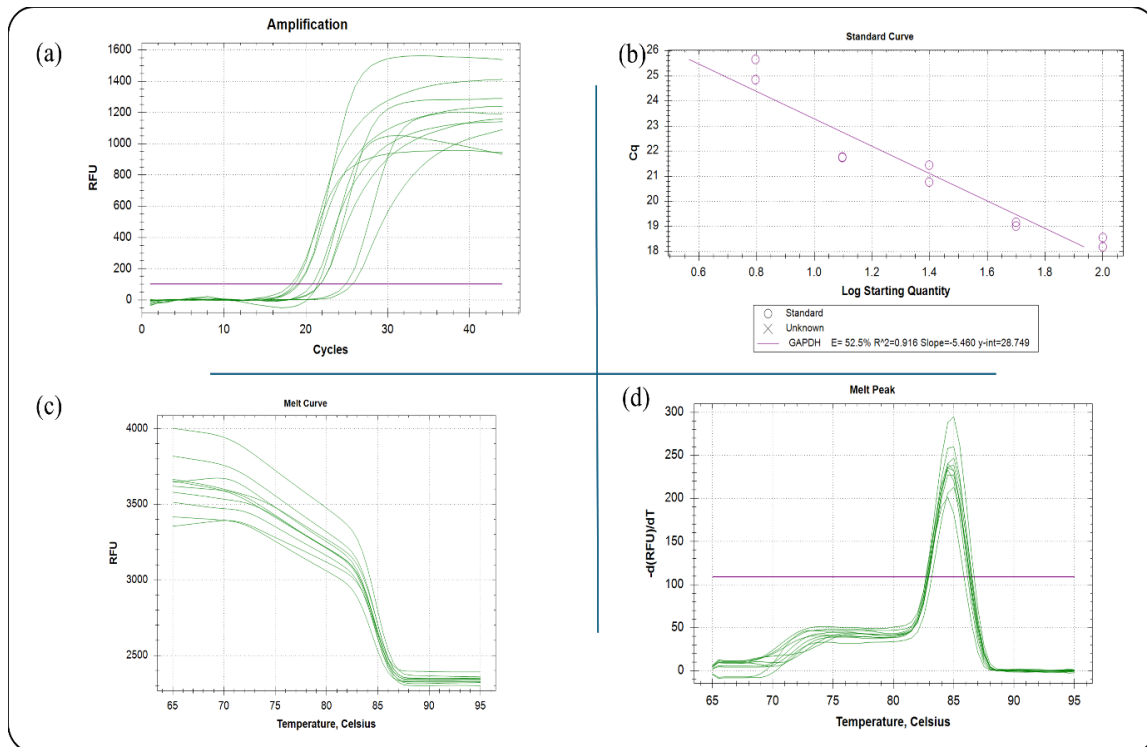 (a)
Amplification
1600
1400
1200
1000
800
600
400
200
0
RFU
0
10
20
30
40
Cycles
(b)
Standard Curve
26
25
24
23
22
21
20
19
18
Cq
0.6
0.8
1.0
1.2
1.4
1.6
1.8
2.0
Log Starting Quantity
Standard
Unknown
GAPDH E= 52.5% R^2=0.916 Slope=-5.460 y-int=28.749
(c)
Melt Curve
4000
3500
3000
2500
RFU
65
70
75
80
85
90
95
Temperature, Celsius
(d)
Melt Peak
300
250
200
150
100
50
0
-d(RFU)/dT
65
70
75
80
85
90
95
Temperature, Celsius